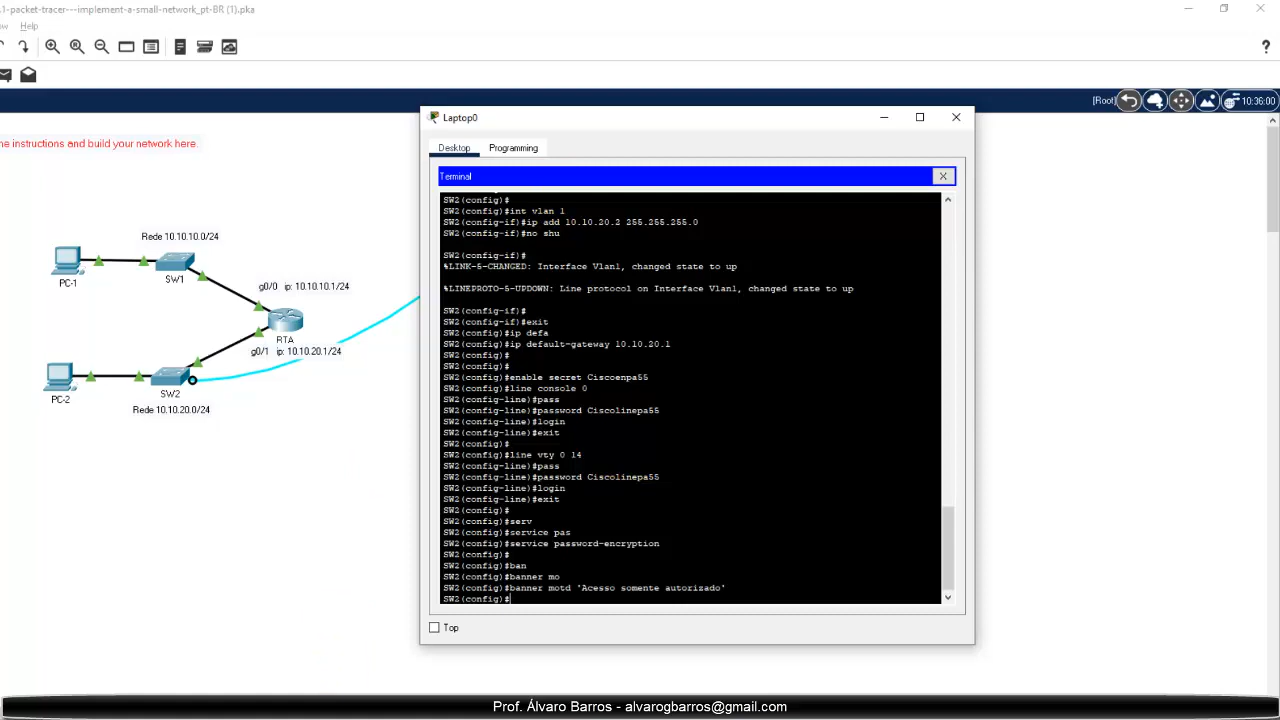 .1-packet-tracer---implement-a-small-network_pt-BR (1).pka
ow Help
?
[Root]
10:36:00
he instructions and build your network here.
Rede 10.10.10.0/24
PC-1
SW1
g0/0 ip: 10.10.10.1/24
RTA
g0/1 ip: 10.10.20.1/24
PC-2
SW2
Rede 10.10.20.0/24
Laptop0
Desktop Programming
Terminal
X
SW2(config)#
SW2(config)#int vlan 1
SW2(config-if)#ip add 10.10.20.2 255.255.255.0
SW2(config-if)#no shu
SW2(config-if)#
%LINK-5-CHANGED: Interface Vlan1, changed state to up
%LINEPROTO-5-UPDOWN: Line protocol on Interface Vlan1, changed state to up
SW2(config-if)#
SW2(config-if)#exit
SW2(config)#ip defa
SW2(config)#ip default-gateway 10.10.20.1
SW2(config)#
SW2(config)#
SW2(config)#enable secret Ciscoenpa55
SW2(config)#line console 0
SW2(config-line)#pass
SW2(config-line)#password Ciscolinepa55
SW2(config-line)#login
SW2(config-line)#exit
SW2(config)#
SW2(config)#line vty 0 14
SW2(config-line)#pass
SW2(config-line)#password Ciscolinepa55
SW2(config-line)#login
SW2(config-line)#exit
SW2(config)#
SW2(config)#serv
SW2(config)#service pas
SW2(config)#service password-encryption
SW2(config)#
SW2(config)#ban
SW2(config)#banner mo
SW2(config)#banner motd 'Acesso somente autorizado'
SW2(config)#
Top
Prof. Álvaro Barros - alvarogbarros@gmail.com